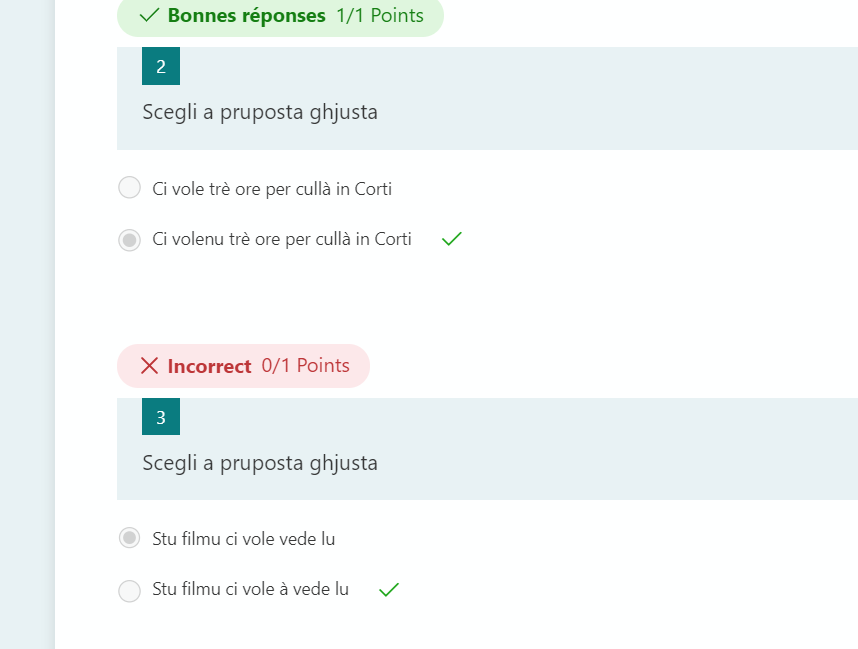 Bonnes réponses 1/1 Points
2
Scegli a pruposta ghjusta
Ci vole trè ore per cullà in Corti
Ci volenu trè ore per cullà in Corti
Incorrect 0/1 Points
3
Scegli a pruposta ghjusta
Stu filmu ci vole vede lu
Stu filmu ci vole à vede lu